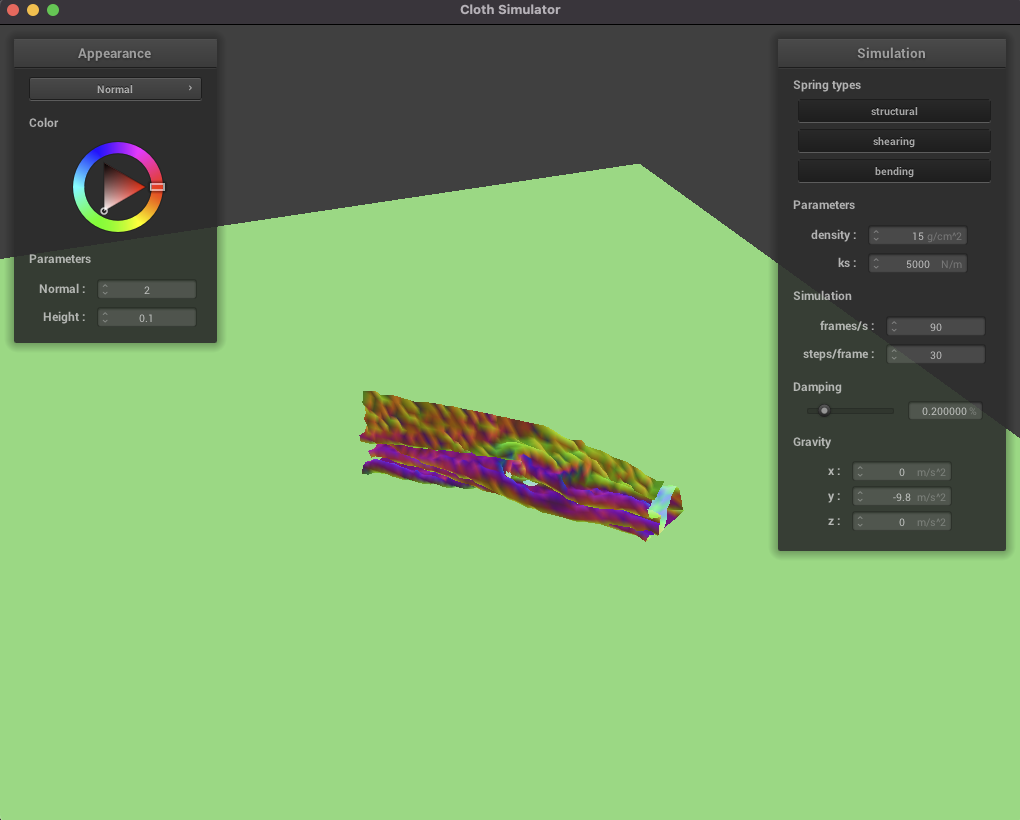 Cloth Simulator
Appearance
Normal
Color
Parameters
Normal : 2
Height : 0.1
Simulation
Spring types
structural
shearing
bending
Parameters
density : 15 g/cm^2
ks : 5000 N/m
Simulation
frames/s : 90
steps/frame : 30
Damping
0.200000 %
Gravity
x : 0 m/s^2
y : -9.8 m/s^2
z : 0 m/s^2